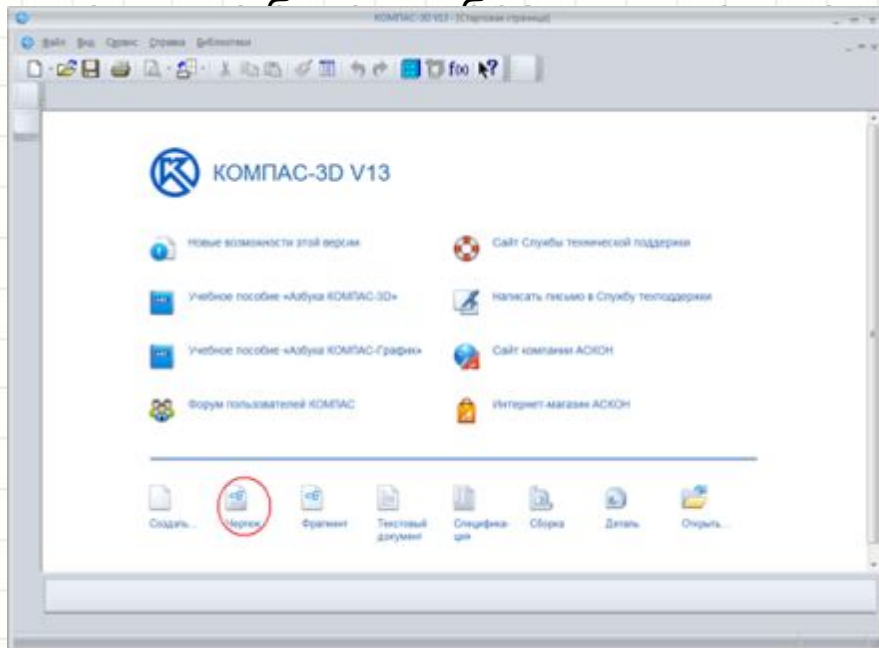 КОМПАС-3D V13 - [Стартовая страница]
Файл Вид Сервис Справка Библиотеки
f(x)
КОМПАС-3D V13
Новые возможности этой версии
Сайт Службы технической поддержки
Учебное пособие «Азбука КОМПАС-3D»
Написать письмо в Службу техподдержки
Учебное пособие «Азбука КОМПАС-График»
Сайт компании АСКОН
Форум пользователей КОМПАС
Интернет-магазин АСКОН
Создать...
Чертеж
Фрагмент
Текстовый
документ
Специфика-
ция
Сборка
Деталь
Открыть...